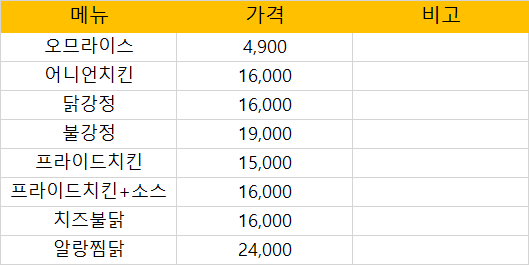 메뉴 가격 비고
오므라이스 4,900
어니언치킨 16,000
닭강정 16,000
불강정 19,000
프라이드치킨 15,000
프라이드치킨+소스 16,000
치즈불닭 16,000
알랑찜닭 24,000